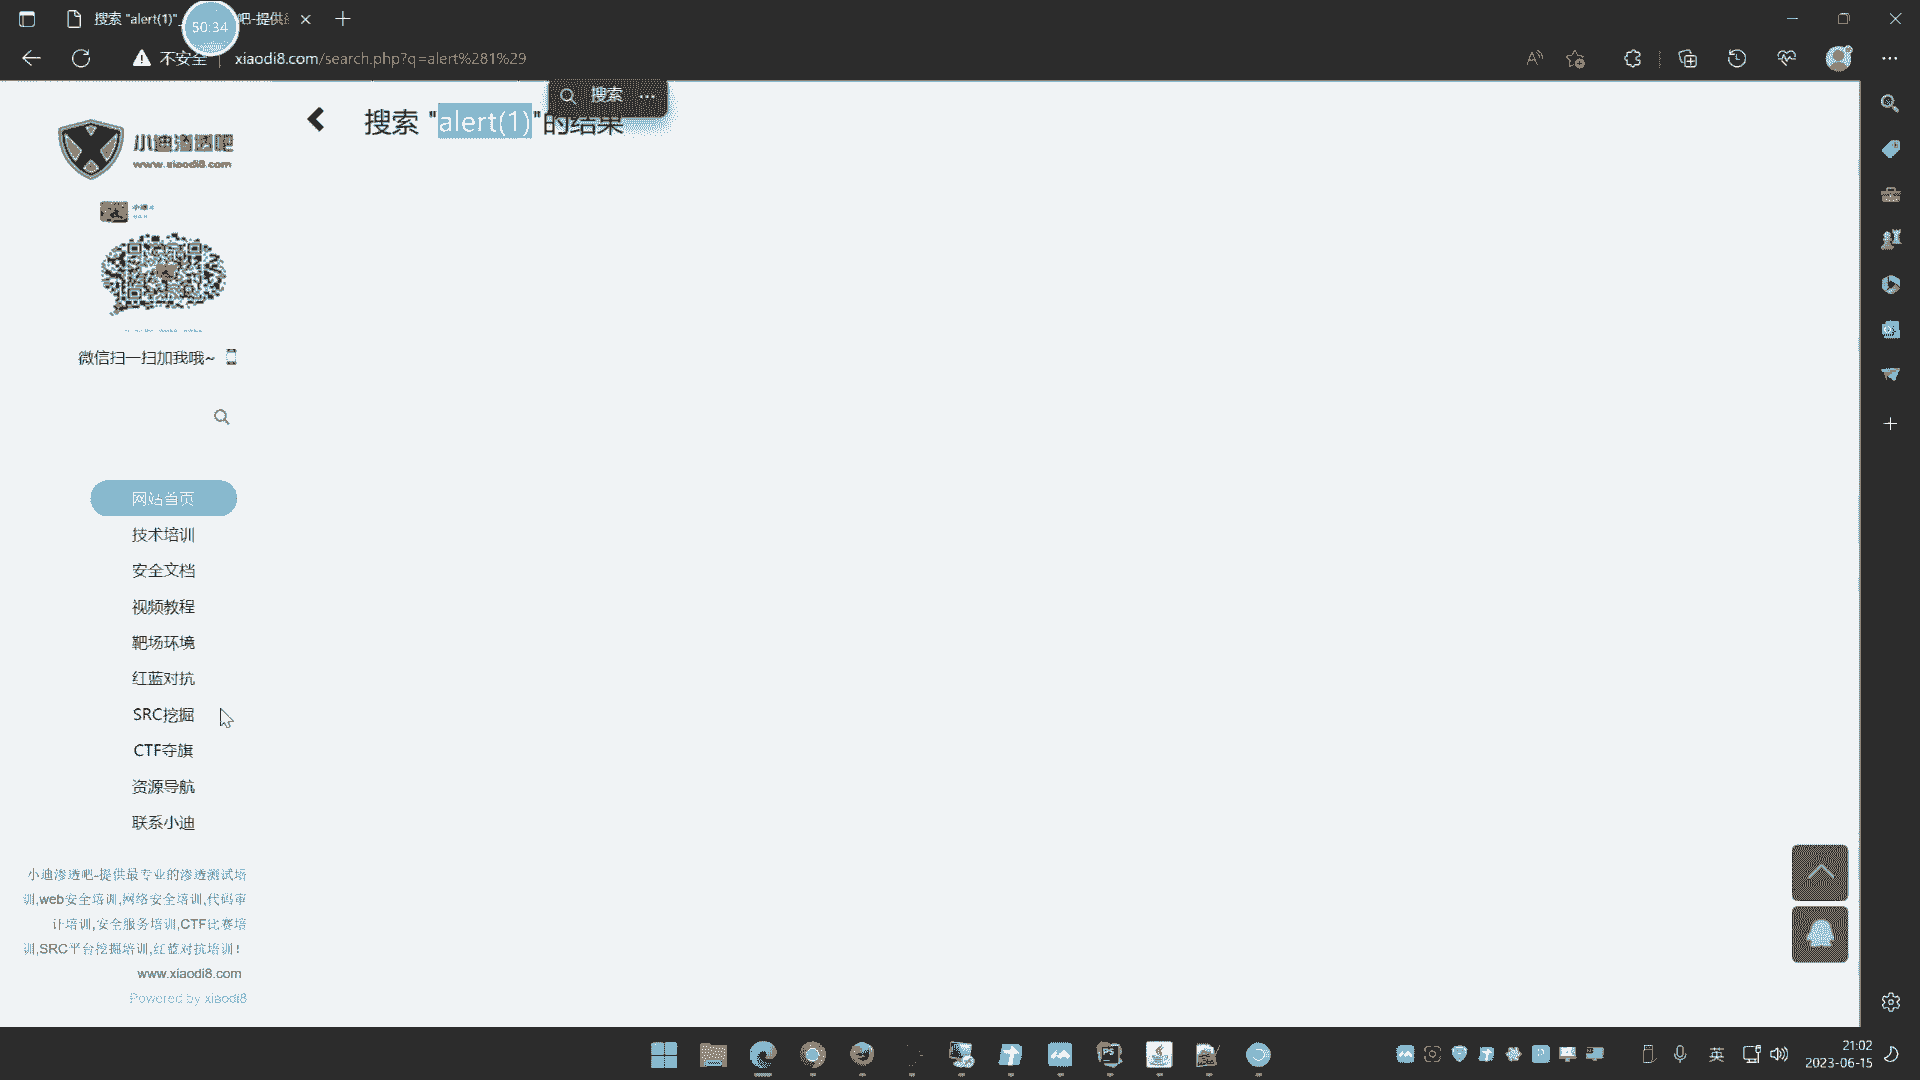 搜索 "alert(1)"
吧-提供
50:34
不安全
xiaodi8.com/search.php?q=alert%281%29
搜索
搜索 "alert(1)"的结果
小迪渗透吧
www.xiaodi8.com
微信扫一扫加我哦~
网站首页
技术培训
安全文档
视频教程
靶场环境
红蓝对抗
SRC挖掘
CTF夺旗
资源导航
联系小迪
小迪渗透吧-提供最专业的渗透测试培
训,web安全培训,网络安全培训,代码审
计培训,安全服务培训,CTF比赛培
训,SRC平台挖掘培训,红蓝对抗培训！
www.xiaodi8.com
Powered by xiaodi8
PS
英
21:02
2023-06-15